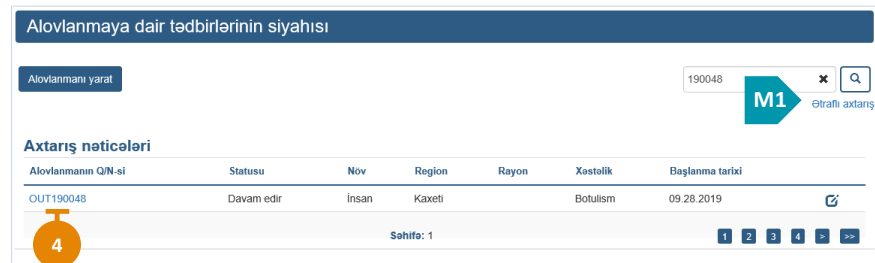 Alovlanmaya dair tədbirlərinin siyahısı
Alovlanmanı yarat
190048
M1
Ətraflı axtarış
Axtarış nəticələri
Alovlanmanın Q/N-si Statusu Növ Region Rayon Xəstəlik Başlanma tarixi
OUT190048 Davam edir İnsan Kaxeti Botulism 09.28.2019
4
Səhifə: 1
1 2 3 4 > >>